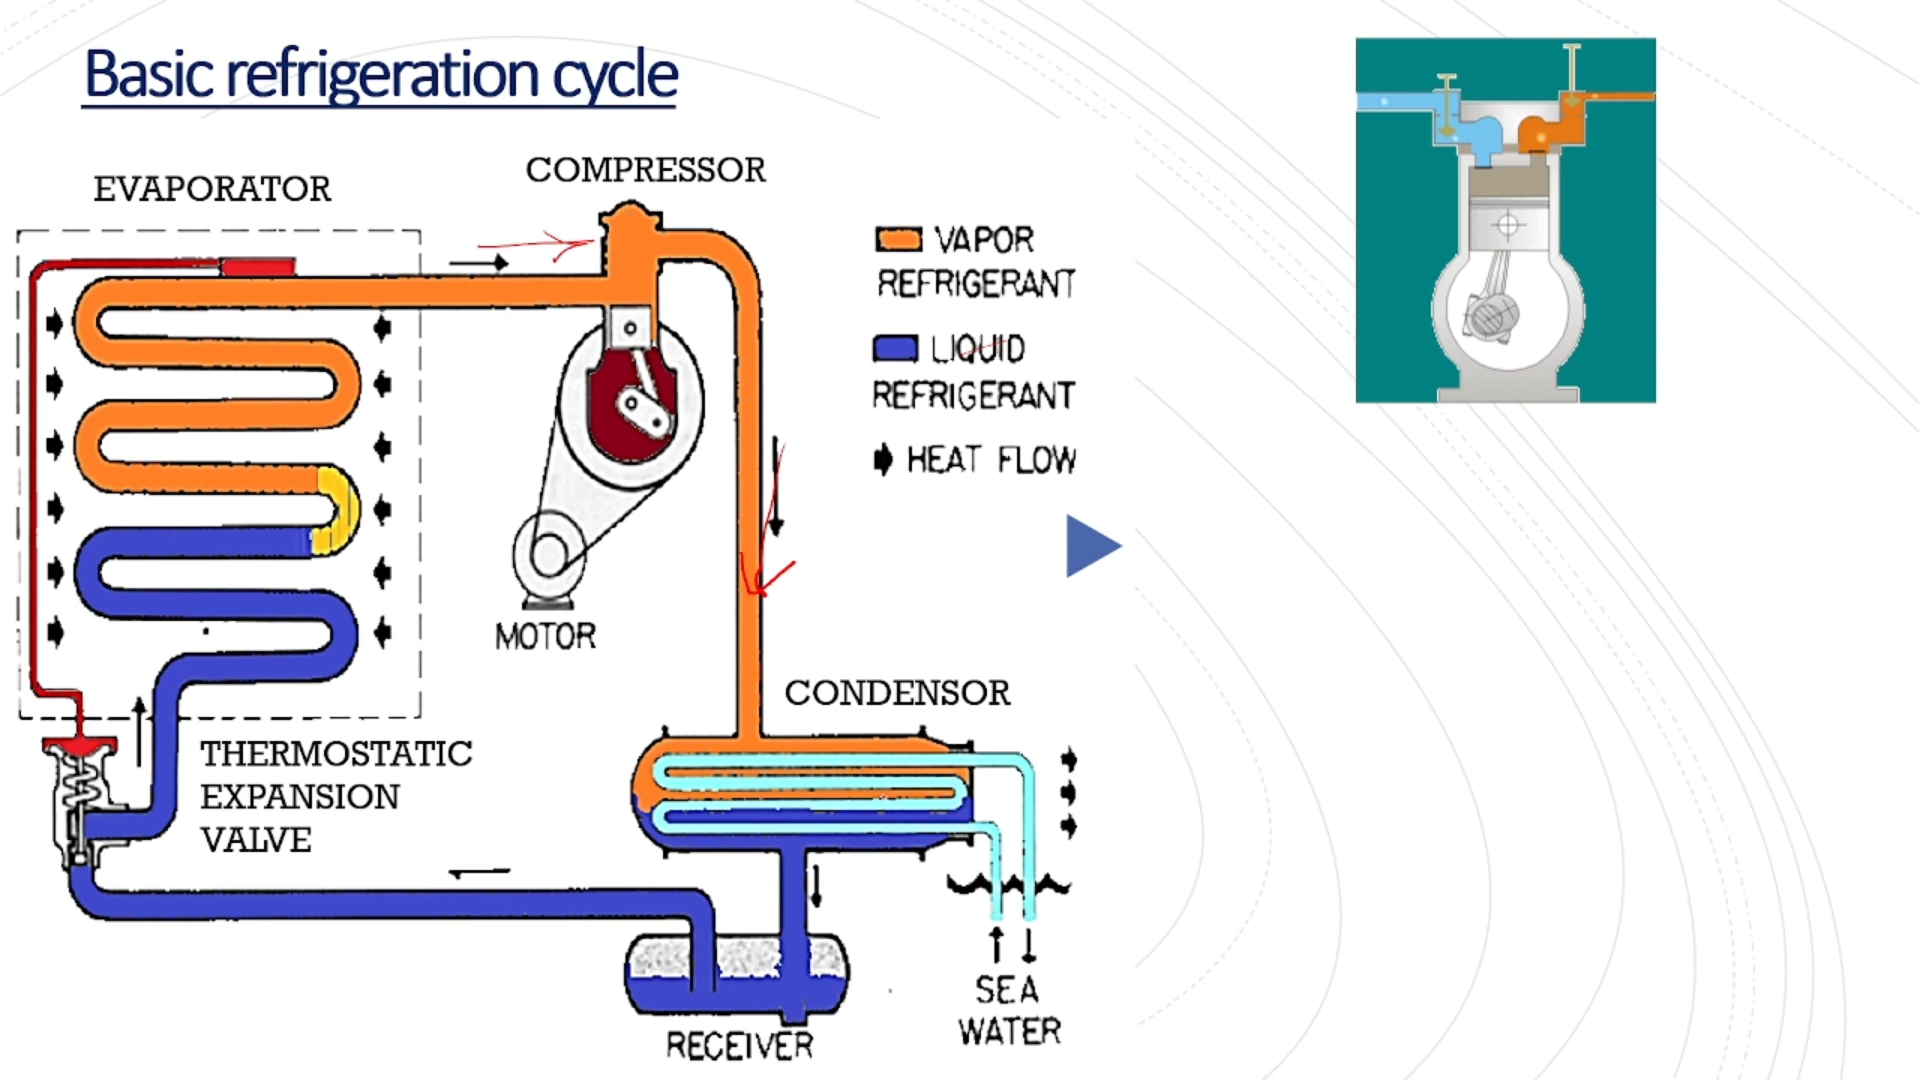 Basic refrigeration cycle
EVAPORATOR
COMPRESSOR
VAPOR
REFRIGERANT
LIQUID
REFRIGERANT
HEAT FLOW
MOTOR
CONDENSOR
THERMOSTATIC
EXPANSION
VALVE
SEA
WATER
RECEIVER